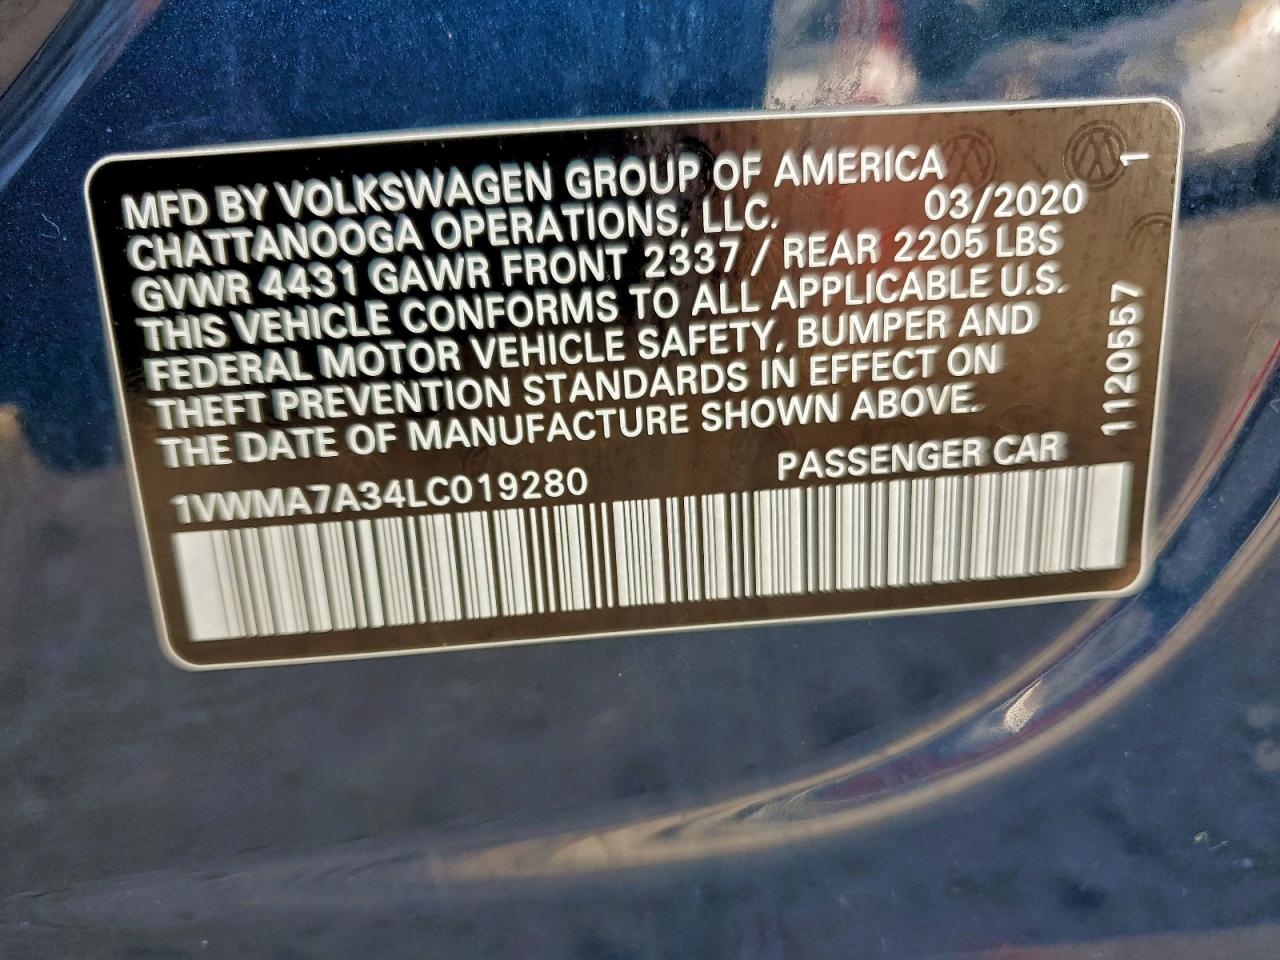 MFD BY VOLKSWAGEN GROUP OF AMERICA
CHATTANOOGA OPERATIONS, LLC. 03/2020
GVWR 4431 GAWR FRONT 2337 / REAR 2205 LBS
THIS VEHICLE CONFORMS TO ALL APPLICABLE U.S.
FEDERAL MOTOR VEHICLE SAFETY, BUMPER AND
THEFT PREVENTION STANDARDS IN EFFECT ON
THE DATE OF MANUFACTURE SHOWN ABOVE.
1VWMA7A34LC019280 PASSENGER CAR
1120557 1